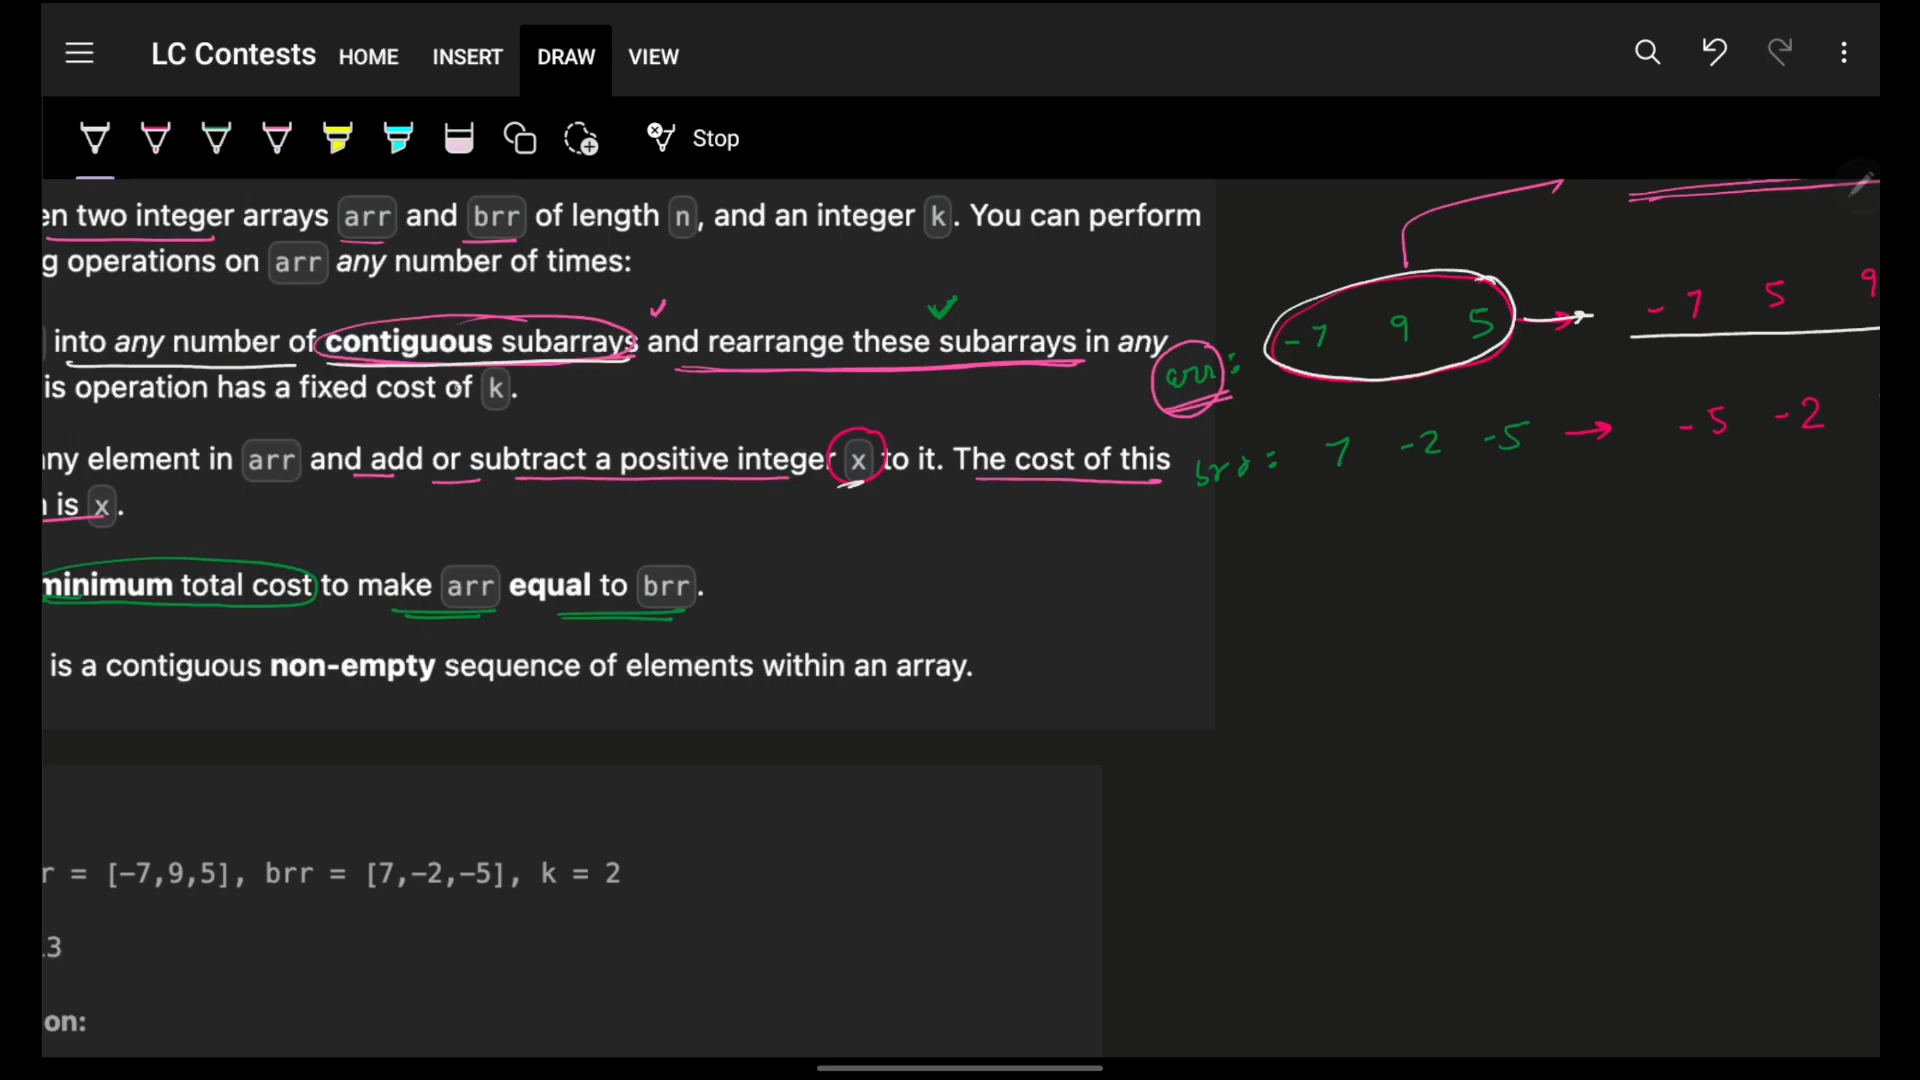 LC Contests HOME INSERT DRAW VIEW
Stop
en two integer arrays arr and brr of length n, and an integer k. You can perform
g operations on arr any number of times:
into any number of contiguous subarrays and rearrange these subarrays in any
is operation has a fixed cost of k.
any element in arr and add or subtract a positive integer x to it. The cost of this
n is x.
minimum total cost to make arr equal to brr.
is a contiguous non-empty sequence of elements within an array.
r = [-7,9,5], brr = [7,-2,-5], k = 2
.3
on:
arr: -7 9 5 → -7 5 9
brr: 7 -2 -5 → -5 -2